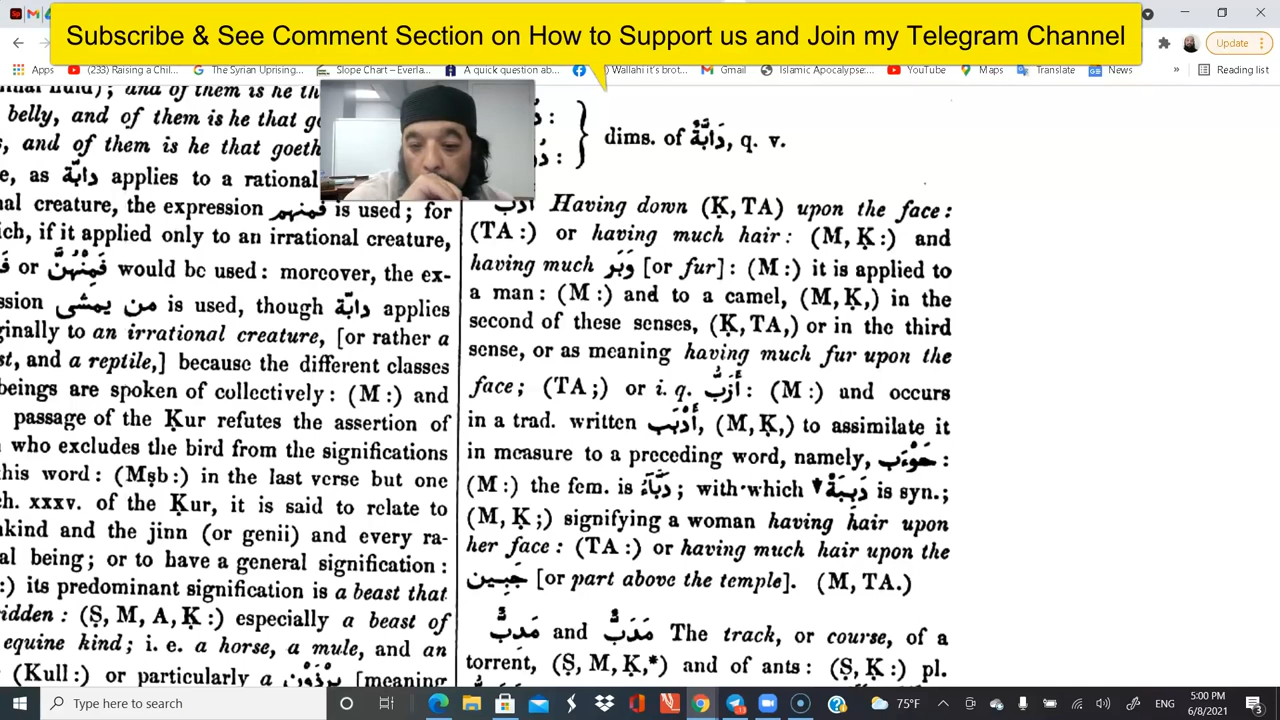 Subscribe & See Comment Section on How to Support us and Join my Telegram Channel
Update
Apps
(233) Raising a Chil...
The Syrian Uprising...
Slope Chart — Everla...
A quick question ab...
Wallahi it's brot...
Gmail
Islamic Apocalypse:...
YouTube
Maps
Translate
News
»
Reading list
and of them is he th
belly, and of them is he that go
s, and of them is he that goeth
e, as دابّة applies to a rational
nal creature, the expression فمنهم is used; for
ich, if it applied only to an irrational creature,
or فَمِنْهُنَّ would be used: moreover, the ex-
ssion من يمشى is used, though دابّة applies
iginally to an irrational creature, [or rather a
st, and a reptile,] because the different classes
beings are spoken of collectively: (M:) and
passage of the Ḳur refutes the assertion of
n who excludes the bird from the significations
this word: (Mṣb:) in the last verse but one
ch. xxxv. of the Ḳur, it is said to relate to
nkind and the jinn (or genii) and every ra-
al being; or to have a general signification:
:) its predominant signification is a beast that
idden: (Ṣ, M, A, Ḳ:) especially a beast of
equine kind; i. e. a horse, a mule, and an
(Kull:) or particularly a بِرْذَوْن [meaning
dims. of دَابَّةٌ, q. v.
أَدَبُّ Having down (Ḳ, TA) upon the face:
(TA:) or having much hair: (M, Ḳ:) and
having much وَبَر [or fur]: (M:) it is applied to
a man: (M:) and to a camel, (M, Ḳ,) in the
second of these senses, (Ḳ, TA,) or in the third
sense, or as meaning having much fur upon the
face; (TA;) or i. q. أَزَبُّ: (M:) and occurs
in a trad. written أَدْبَب, (M, Ḳ,) to assimilate it
in measure to a preceding word, namely, حَوْءَب:
(M:) the fem. is دَبَّآءُ; with which ▼ دَبِبَةٌ is syn.;
(M, Ḳ;) signifying a woman having hair upon
her face: (TA:) or having much hair upon the
جَبِين [or part above the temple]. (M, TA.)
مَدَبٌّ and مَدِبٌّ The track, or course, of a
torrent, (Ṣ, M, Ḳ,*) and of ants: (Ṣ, Ḳ:) pl.
Type here to search
75°F
ENG
5:00 PM
6/8/2021